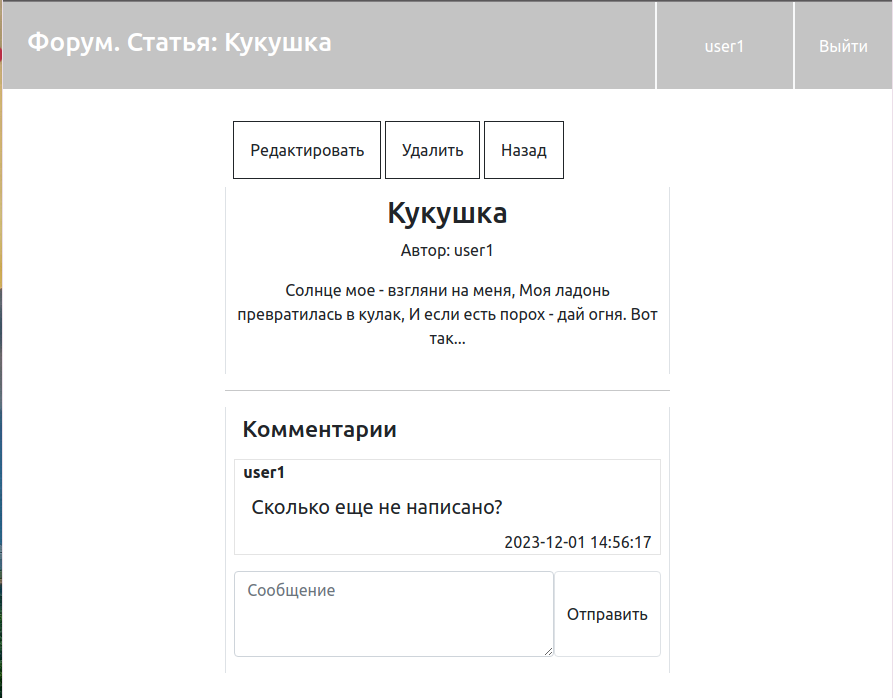 Форум. Статья: Кукушка
user1
Выйти
Редактировать
Удалить
Назад
Кукушка
Автор: user1
Солнце мое - взгляни на меня, Моя ладонь
превратилась в кулак, И если есть порох - дай огня. Вот
так...
Комментарии
user1
Сколько еще не написано?
2023-12-01 14:56:17
Сообщение
Отправить